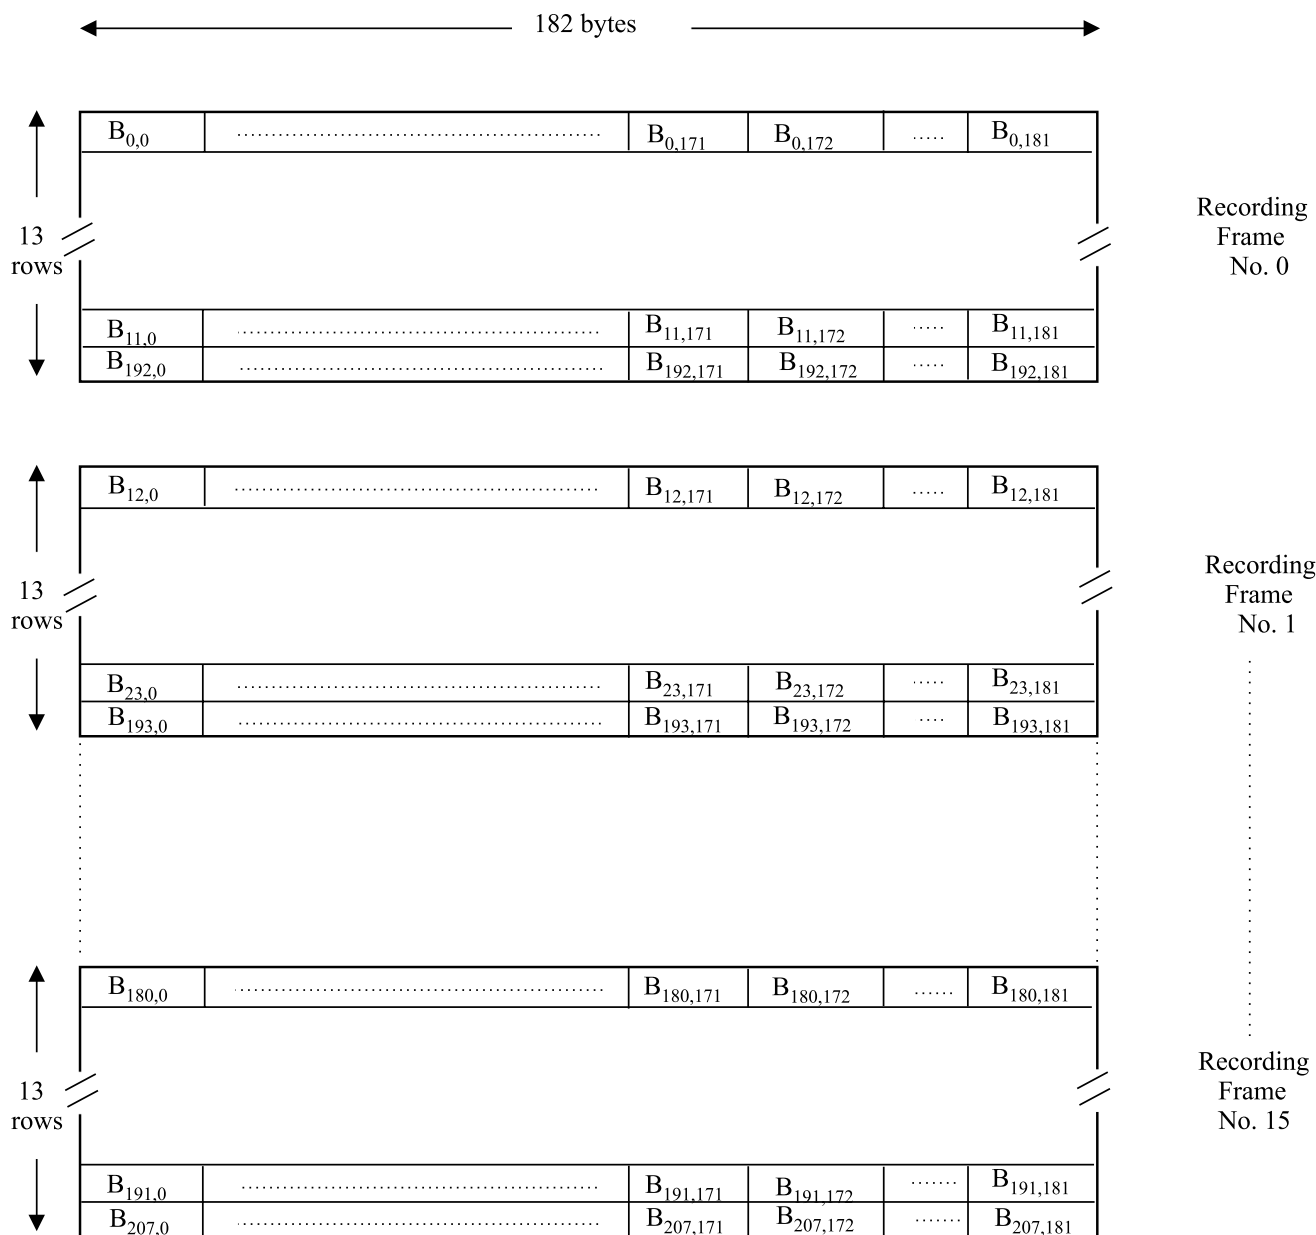 182 bytes
B0,0 ........ B0,171 B0,172 ..... B0,181
13
rows
Recording
Frame
No. 0
B11,0 ........ B11,171 B11,172 ..... B11,181
B192,0 ........ B192,171 B192,172 ..... B192,181
B12,0 ........ B12,171 B12,172 ..... B12,181
13
rows
Recording
Frame
No. 1
B23,0 ........ B23,171 B23,172 ..... B23,181
B193,0 ........ B193,171 B193,172 .... B193,181
B180,0 ........ B180,171 B180,172 ...... B180,181
13
rows
Recording
Frame
No. 15
B191,0 ........ B191,171 B191,172 ....... B191,181
B207,0 ........ B207,171 B207,172 ....... B207,181